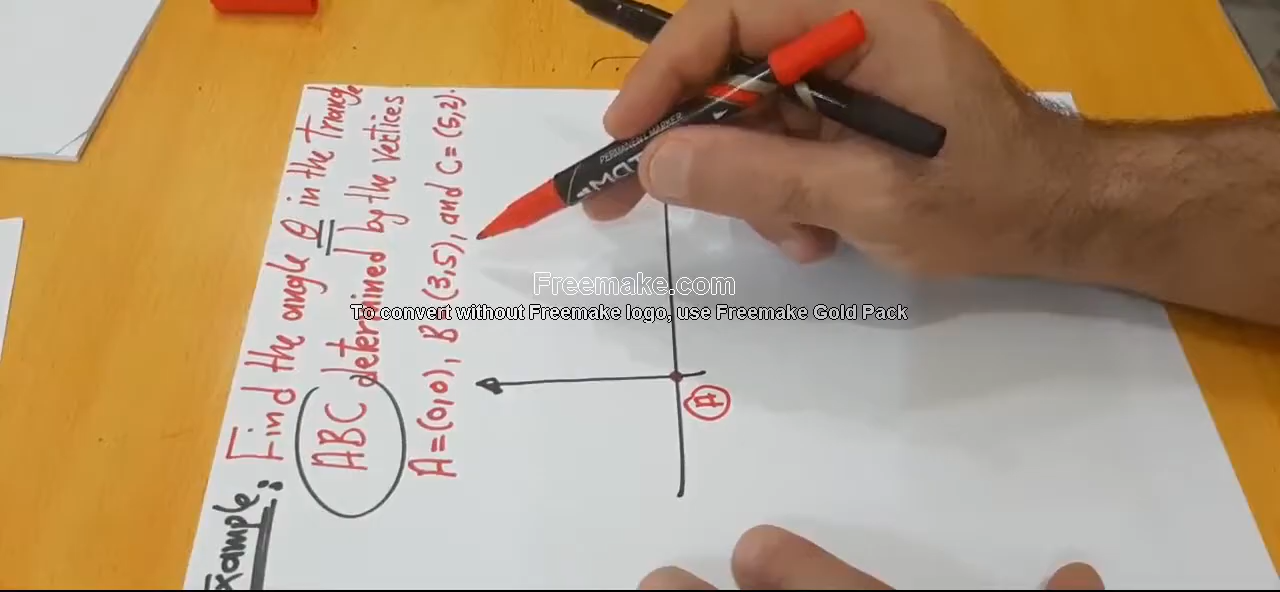 Example:
Find the angle θ in the Triangle
ABC determined by the vetices
A=(0,0), B (3,5), and C=(5,2).
A
PERMANENT MARKER
Freemake.com
To convert without Freemake logo, use Freemake Gold Pack